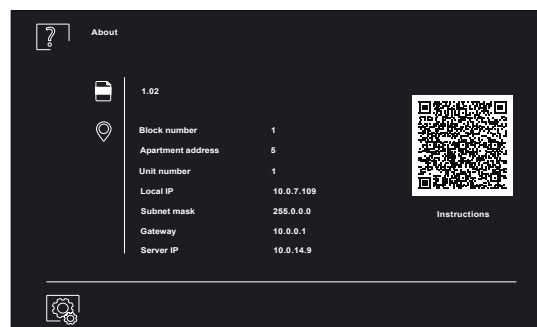 About
1.02
Block number 1
Apartment address 5
Unit number 1
Local IP 10.0.7.109
Subnet mask 255.0.0.0
Gateway 10.0.0.1
Server IP 10.0.14.9
Instructions